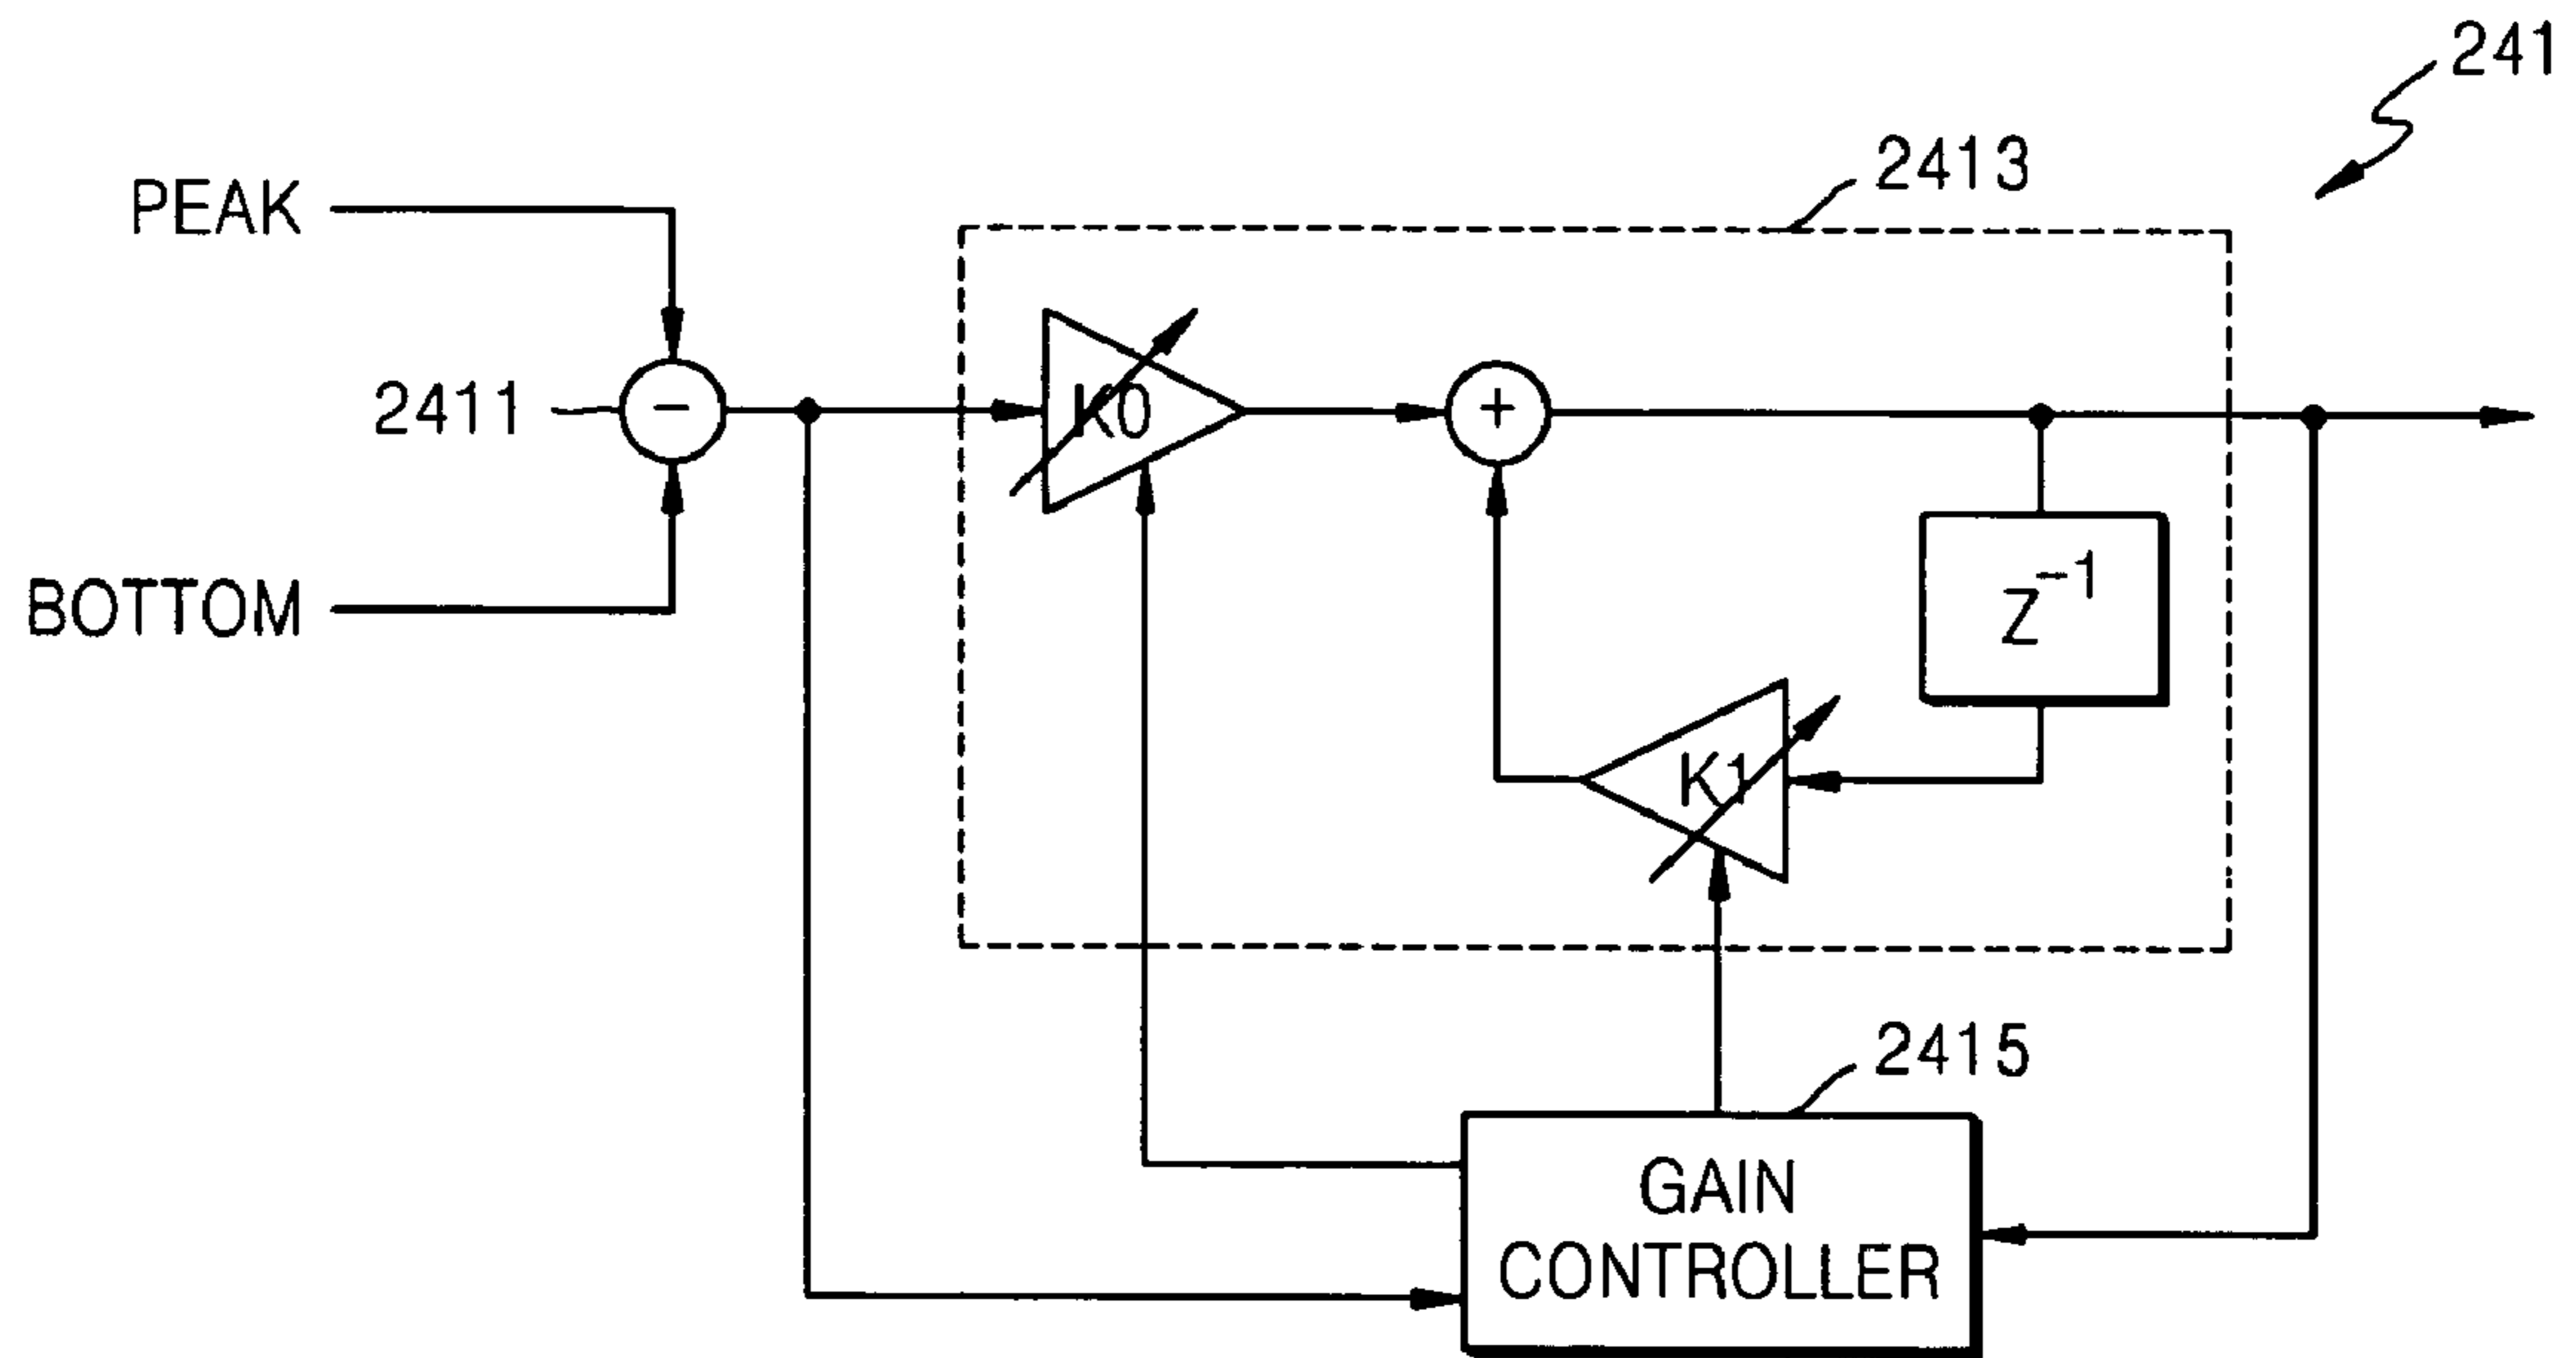 241
2413
PEAK
K0
+
2411
-
Z^-1
BOTTOM
K1
2415
GAIN
CONTROLLER